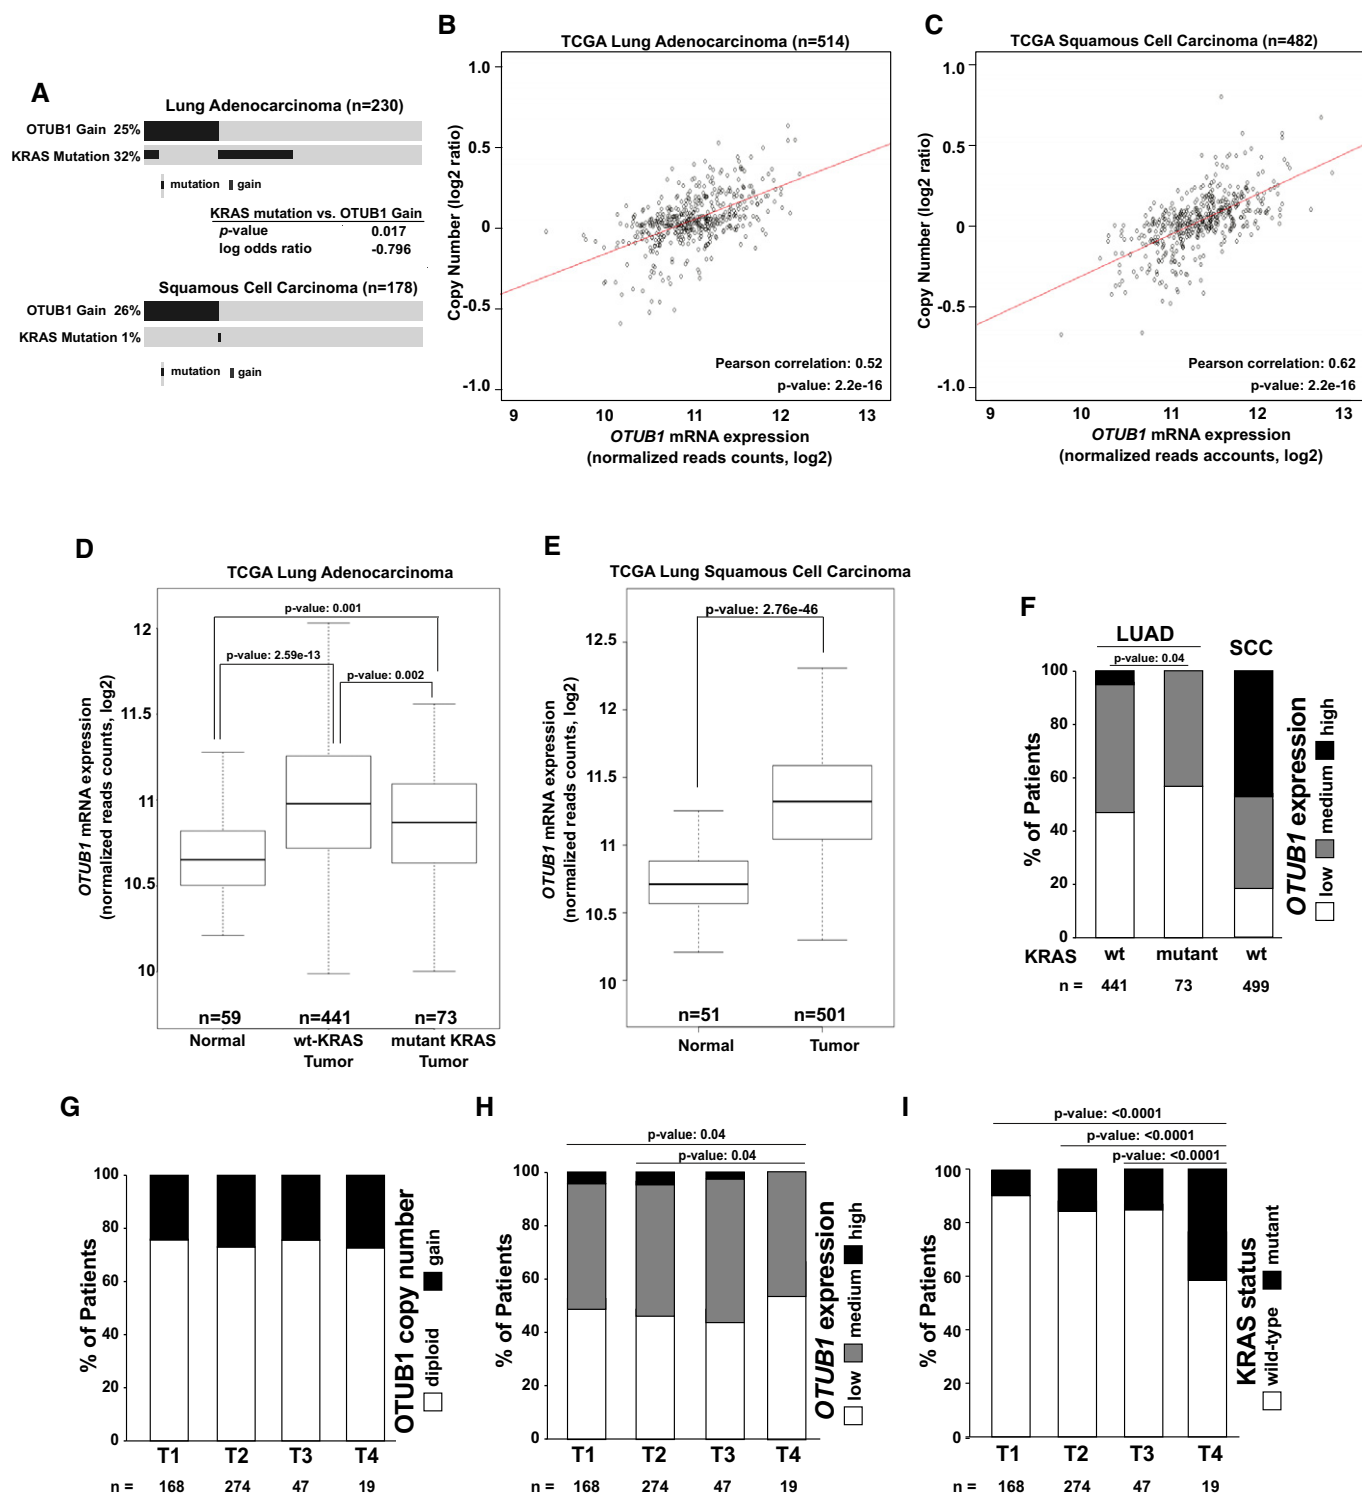 A
Lung Adenocarcinoma (n=230)
OTUB1 Gain 25%
KRAS Mutation 32%
mutation gain
KRAS mutation vs. OTUB1 Gain
p-value 0.017
log odds ratio -0.796
Squamous Cell Carcinoma (n=178)
OTUB1 Gain 26%
KRAS Mutation 1%
mutation gain
B
TCGA Lung Adenocarcinoma (n=514)
Copy Number (log2 ratio)
1.0
0.5
0
-0.5
-1.0
Pearson correlation: 0.52
p-value: 2.2e-16
9 10 11 12 13
OTUB1 mRNA expression
(normalized reads counts, log2)
C
TCGA Squamous Cell Carcinoma (n=482)
Copy Number (log2 ratio)
1.0
0.5
0
-0.5
-1.0
Pearson correlation: 0.62
p-value: 2.2e-16
9 10 11 12 13
OTUB1 mRNA expression
(normalized reads accounts, log2)
D
TCGA Lung Adenocarcinoma
OTUB1 mRNA expression
(normalized reads counts, log2)
12
11.5
11
10.5
10
p-value: 0.001
p-value: 2.59e-13
p-value: 0.002
n=59 n=441 n=73
Normal wt-KRAS mutant KRAS
Tumor Tumor
E
TCGA Lung Squamous Cell Carcinoma
OTUB1 mRNA expression
(normalized reads counts, log2)
12.5
12
11.5
11
10.5
10
p-value: 2.76e-46
n=51 n=501
Normal Tumor
F
LUAD SCC
p-value: 0.04
% of Patients
100
80
60
40
20
0
KRAS wt mutant wt
n = 441 73 499
OTUB1 expression
low medium high
G
% of Patients
100
80
60
40
20
0
T1 T2 T3 T4
n = 168 274 47 19
OTUB1 copy number
diploid gain
H
p-value: 0.04
p-value: 0.04
% of Patients
100
80
60
40
20
0
T1 T2 T3 T4
n = 168 274 47 19
OTUB1 expression
low medium high
I
p-value: <0.0001
p-value: <0.0001
p-value: <0.0001
% of Patients
100
80
60
40
20
0
T1 T2 T3 T4
n = 168 274 47 19
KRAS status
wild-type mutant